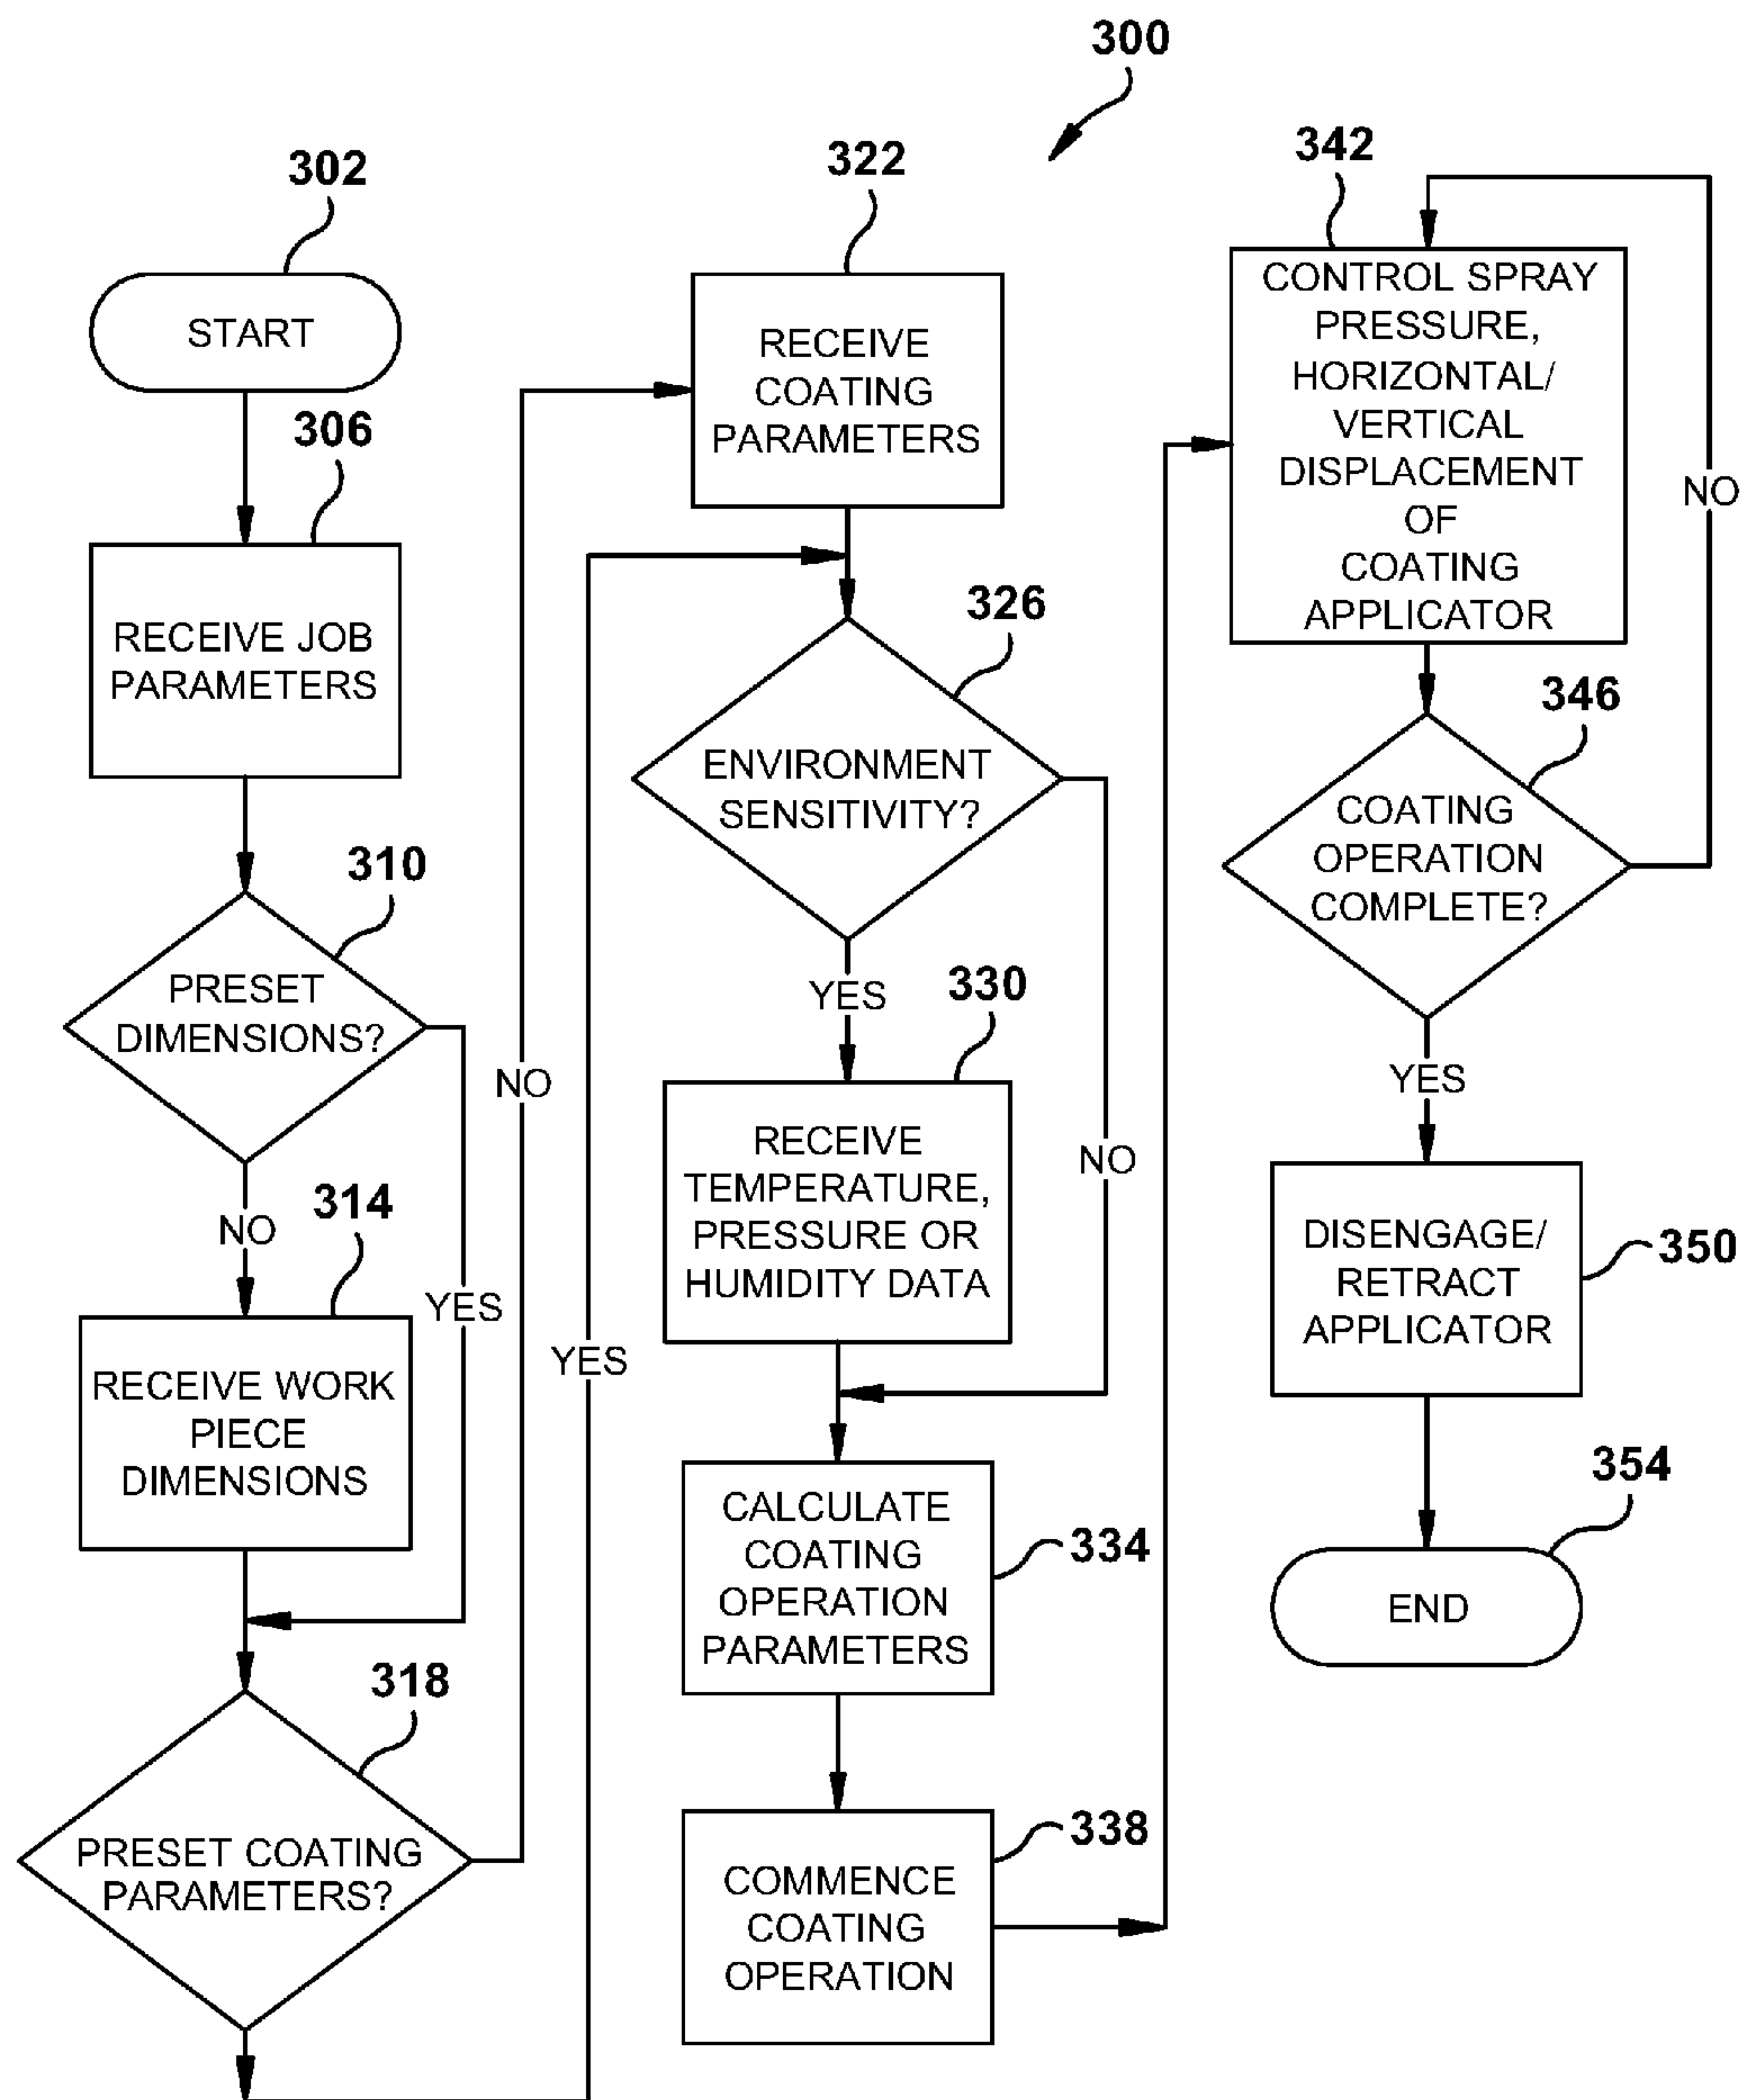 300
302
START
306
RECEIVE JOB
PARAMETERS
310
PRESET
DIMENSIONS?
NO
YES
314
RECEIVE WORK
PIECE
DIMENSIONS
318
PRESET COATING
PARAMETERS?
NO
YES
322
RECEIVE
COATING
PARAMETERS
326
ENVIRONMENT
SENSITIVITY?
YES
NO
330
RECEIVE
TEMPERATURE,
PRESSURE OR
HUMIDITY DATA
334
CALCULATE
COATING
OPERATION
PARAMETERS
338
COMMENCE
COATING
OPERATION
342
CONTROL SPRAY
PRESSURE,
HORIZONTAL/
VERTICAL
DISPLACEMENT
OF
COATING
APPLICATOR
NO
346
COATING
OPERATION
COMPLETE?
YES
350
DISENGAGE/
RETRACT
APPLICATOR
354
END